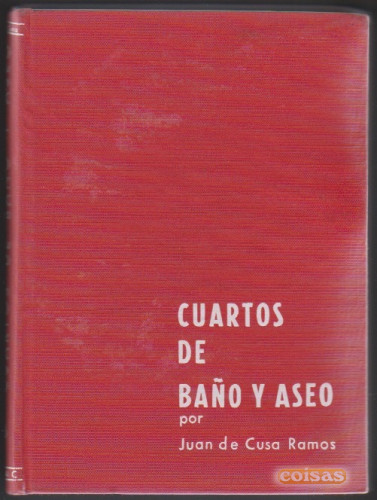 CUARTOS
DE
BAÑO Y ASEO
por
Juan de Cusa Ramos
coisas